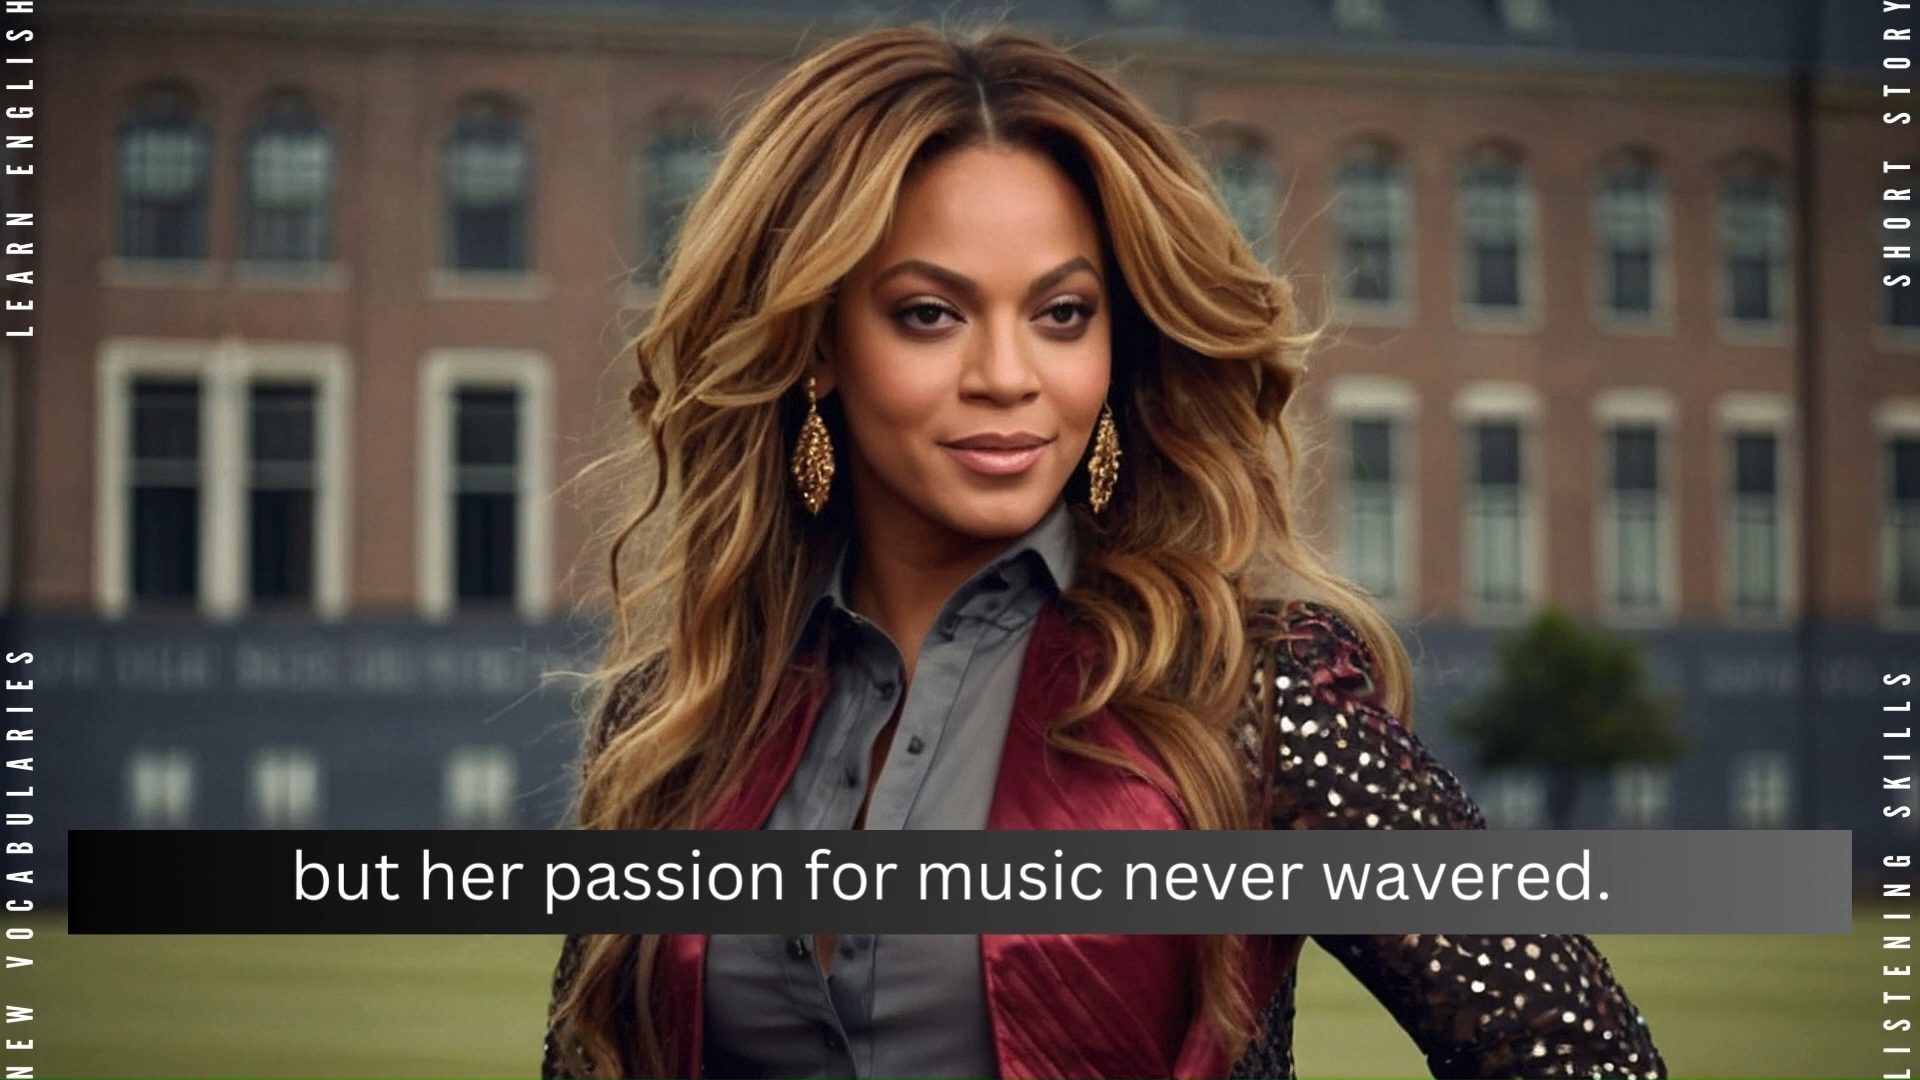 LEARN ENGLISH
SHORT STORY
but her passion for music never wavered.
NEW VOCABULARIES
LISTENING SKILLS